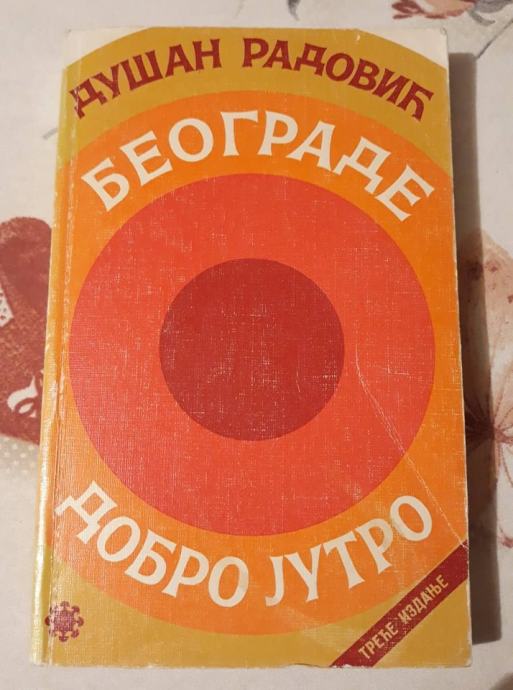 ДУШАН РАДОВИЋ
БЕОГРАДЕ
ДОБРО ЈУТРО
ТРЕЋЕ ИЗДАЊЕ